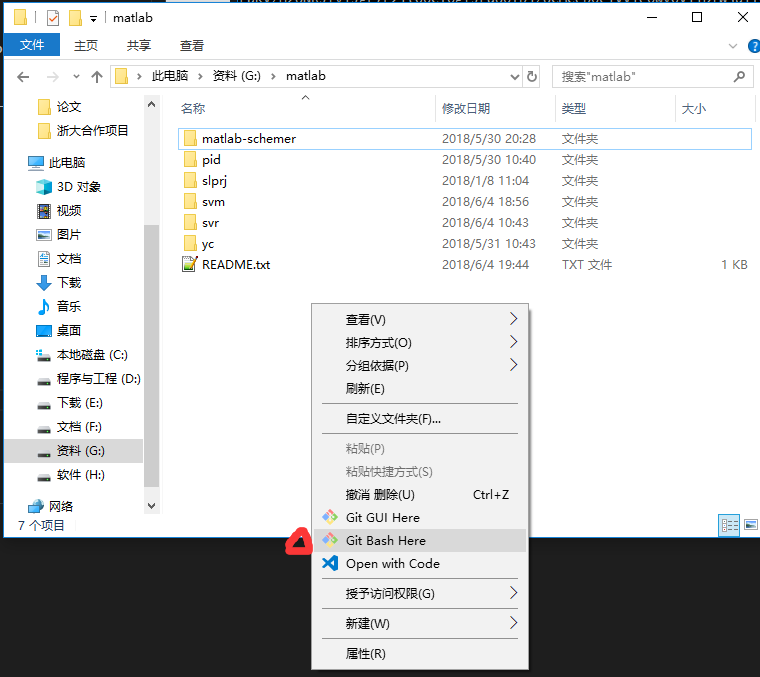 matlab
文件 主页 共享 查看
此电脑 资料 (G:) matlab 搜索"matlab"
名称 修改日期 类型 大小
论文
浙大合作项目
此电脑
3D 对象
视频
图片
文档
下载
音乐
桌面
本地磁盘 (C:)
程序与工程 (D:)
下载 (E:)
文档 (F:)
资料 (G:)
软件 (H:)
网络
matlab-schemer 2018/5/30 20:28 文件夹
pid 2018/5/30 10:40 文件夹
slprj 2018/1/8 11:04 文件夹
svm 2018/6/4 18:56 文件夹
svr 2018/6/4 10:43 文件夹
yc 2018/5/31 10:43 文件夹
README.txt 2018/6/4 19:44 TXT 文件 1 KB
查看(V)
排序方式(O)
分组依据(P)
刷新(E)
自定义文件夹(F)...
粘贴(P)
粘贴快捷方式(S)
撤消 删除(U) Ctrl+Z
Git GUI Here
Git Bash Here
Open with Code
授予访问权限(G)
新建(W)
属性(R)
7 个项目